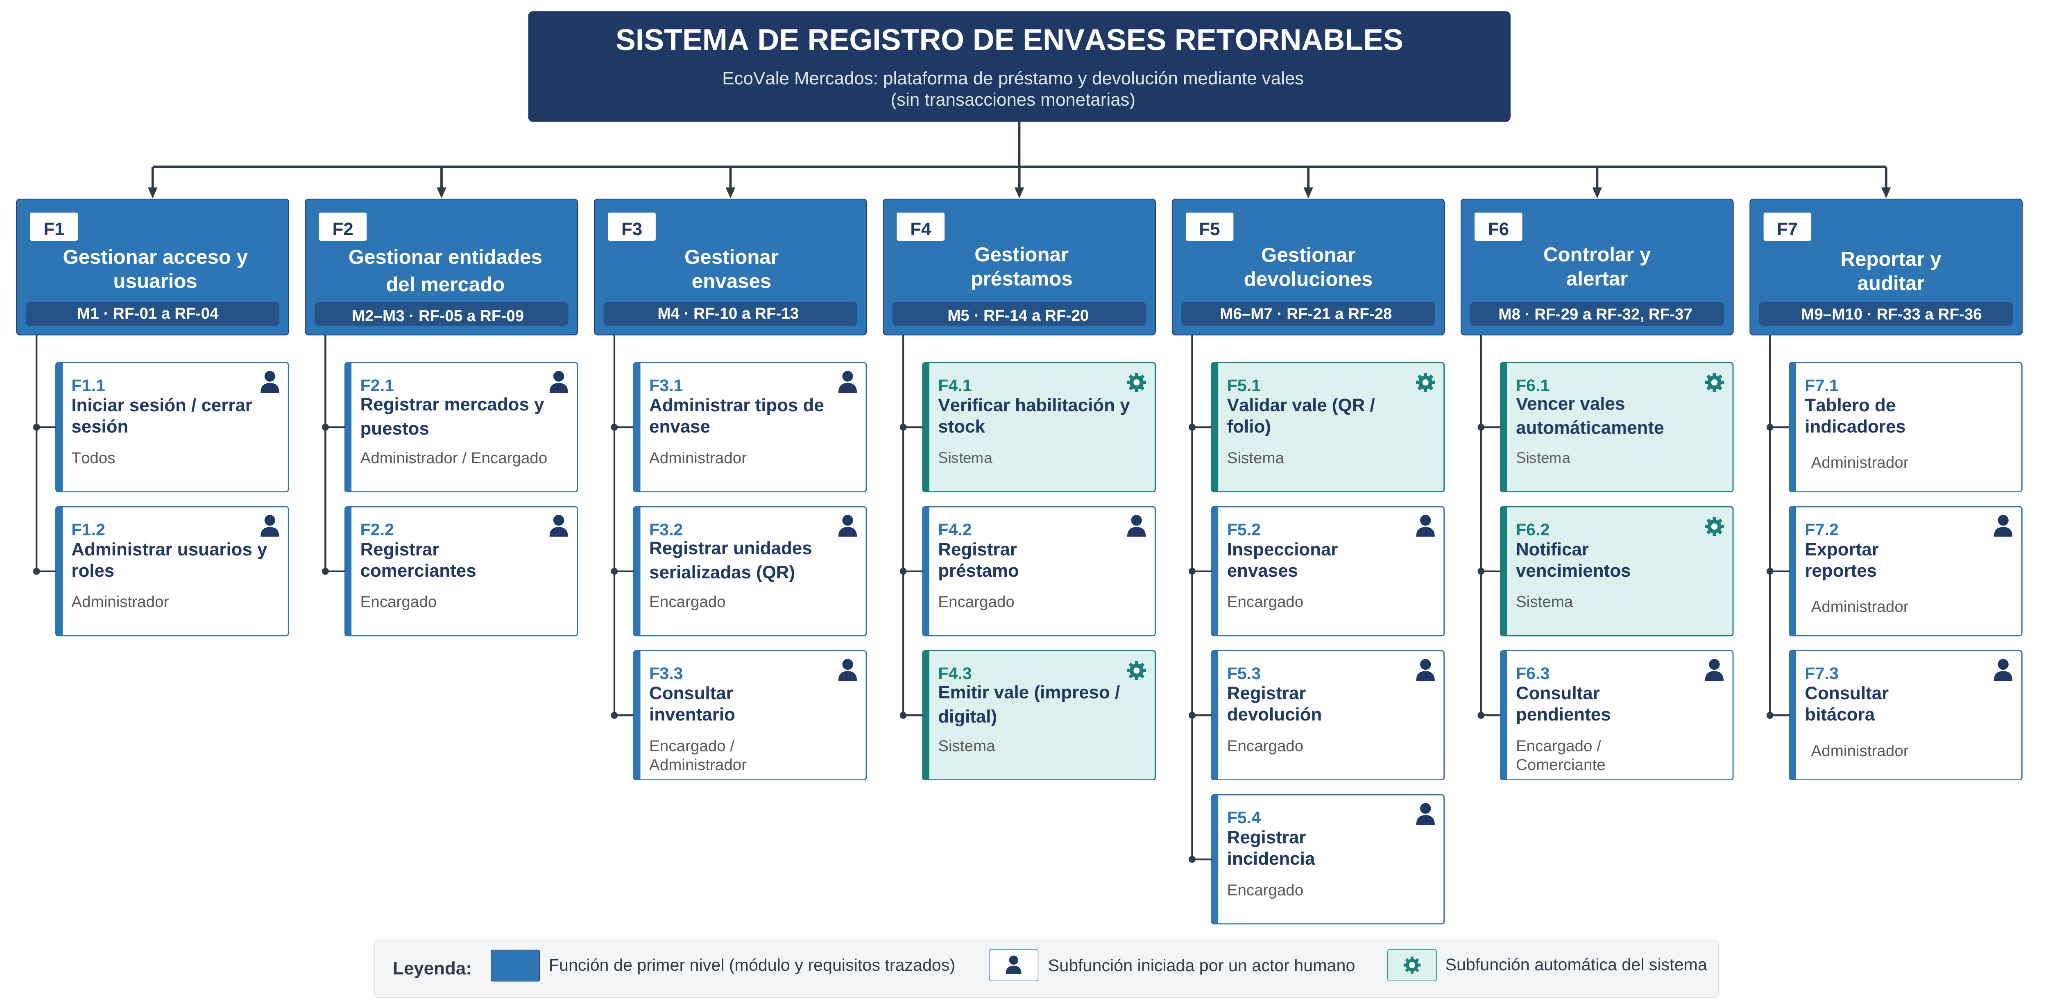 SISTEMA DE REGISTRO DE ENVASES RETORNABLES
EcoVale Mercados: plataforma de préstamo y devolución mediante vales
(sin transacciones monetarias)
F1
Gestionar acceso y
usuarios
M1 · RF-01 a RF-04
F1.1
Iniciar sesión / cerrar
sesión
Todos
F1.2
Administrar usuarios y
roles
Administrador
F2
Gestionar entidades
del mercado
M2–M3 · RF-05 a RF-09
F2.1
Registrar mercados y
puestos
Administrador / Encargado
F2.2
Registrar
comerciantes
Encargado
F3
Gestionar
envases
M4 · RF-10 a RF-13
F3.1
Administrar tipos de
envase
Administrador
F3.2
Registrar unidades
serializadas (QR)
Encargado
F3.3
Consultar
inventario
Encargado /
Administrador
F4
Gestionar
préstamos
M5 · RF-14 a RF-20
F4.1
Verificar habilitación y
stock
Sistema
F4.2
Registrar
préstamo
Encargado
F4.3
Emitir vale (impreso /
digital)
Sistema
F5
Gestionar
devoluciones
M6–M7 · RF-21 a RF-28
F5.1
Validar vale (QR /
folio)
Sistema
F5.2
Inspeccionar
envases
Encargado
F5.3
Registrar
devolución
Encargado
F5.4
Registrar
incidencia
Encargado
F6
Controlar y
alertar
M8 · RF-29 a RF-32, RF-37
F6.1
Vencer vales
automáticamente
Sistema
F6.2
Notificar
vencimientos
Sistema
F6.3
Consultar
pendientes
Encargado /
Comerciante
F7
Reportar y
auditar
M9–M10 · RF-33 a RF-36
F7.1
Tablero de
indicadores
Administrador
F7.2
Exportar
reportes
Administrador
F7.3
Consultar
bitácora
Administrador
Leyenda:
Función de primer nivel (módulo y requisitos trazados)
Subfunción iniciada por un actor humano
Subfunción automática del sistema